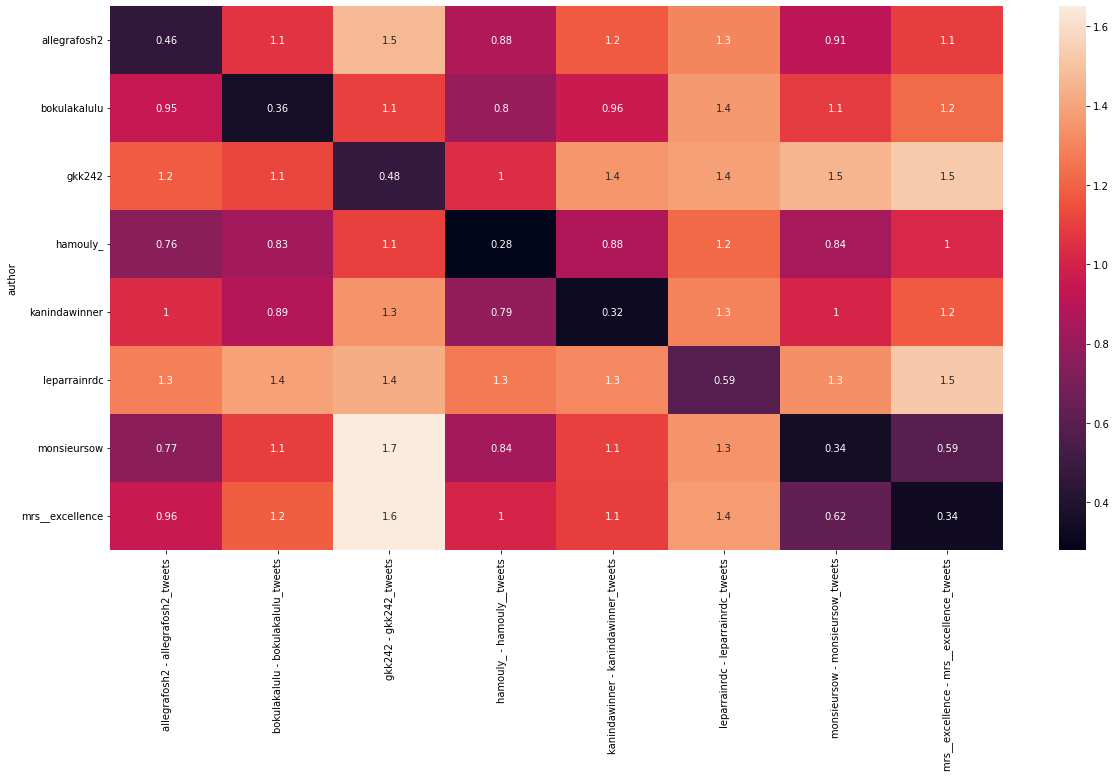 allegrafosh2 0.46 1.1 1.5 0.88 1.2 1.3 0.91 1.1
bokulakalulu 0.95 0.36 1.1 0.8 0.96 1.4 1.1 1.2
gkk242 1.2 1.1 0.48 1 1.4 1.4 1.5 1.5
hamouly_ 0.76 0.83 1.1 0.28 0.88 1.2 0.84 1
kanindawinner 1 0.89 1.3 0.79 0.32 1.3 1 1.2
leparrainrdc 1.3 1.4 1.4 1.3 1.3 0.59 1.3 1.5
monsieursow 0.77 1.1 1.7 0.84 1.1 1.3 0.34 0.59
mrs__excellence 0.96 1.2 1.6 1 1.1 1.4 0.62 0.34
author
allegrafosh2 - allegrafosh2_tweets
bokulakalulu - bokulakalulu_tweets
gkk242 - gkk242_tweets
hamouly_ - hamouly__tweets
kanindawinner - kanindawinner_tweets
leparrainrdc - leparrainrdc_tweets
monsieursow - monsieursow_tweets
mrs__excellence - mrs__excellence_tweets
1.6
1.4
1.2
1.0
0.8
0.6
0.4